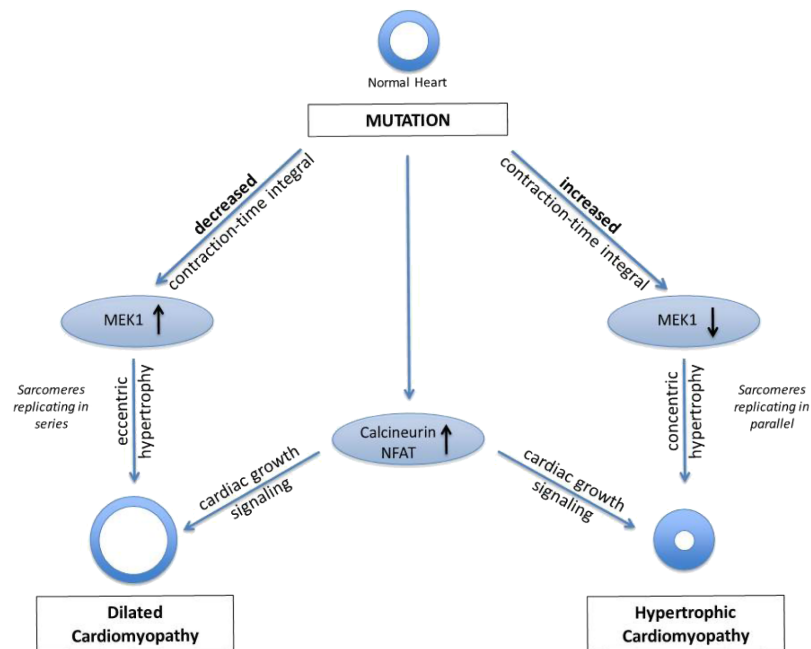 Normal Heart
MUTATION
decreased
contraction-time integral
increased
contraction-time integral
MEK1
MEK1
Sarcomeres
replicating in
series
eccentric
hypertrophy
concentric
hypertrophy
Sarcomeres
replicating in
parallel
Calcineurin
NFAT
cardiac growth
signaling
cardiac growth
signaling
Dilated
Cardiomyopathy
Hypertrophic
Cardiomyopathy